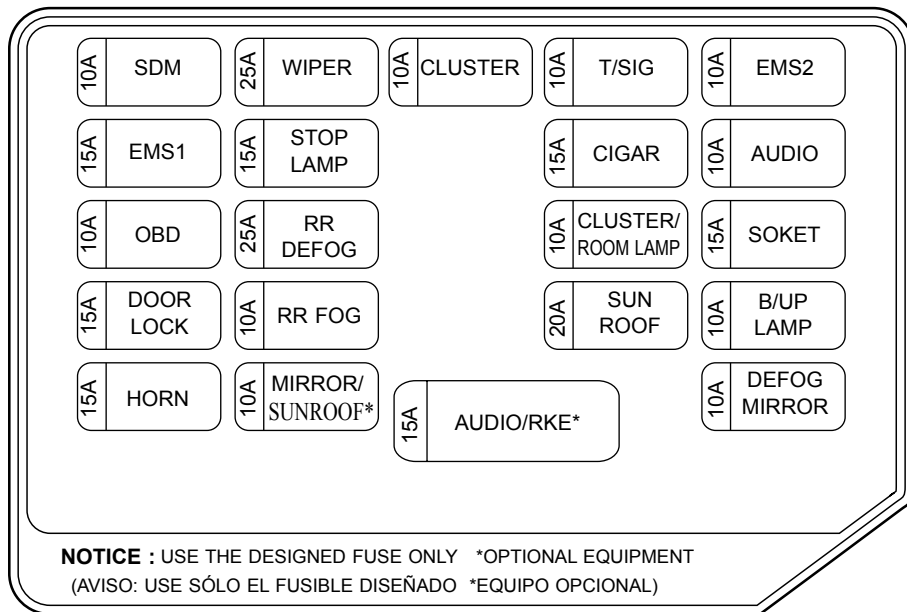 10A SDM 25A WIPER 10A CLUSTER 10A T/SIG 10A EMS2
15A EMS1 15A STOP
LAMP 15A CIGAR 10A AUDIO
10A OBD 25A RR
DEFOG 10A CLUSTER/
ROOM LAMP 15A SOKET
15A DOOR
LOCK 10A RR FOG 20A SUN
ROOF 10A B/UP
LAMP
15A HORN 10A MIRROR/
SUNROOF* 15A AUDIO/RKE* 10A DEFOG
MIRROR
NOTICE : USE THE DESIGNED FUSE ONLY *OPTIONAL EQUIPMENT
(AVISO: USE SÓLO EL FUSIBLE DISEÑADO *EQUIPO OPCIONAL)